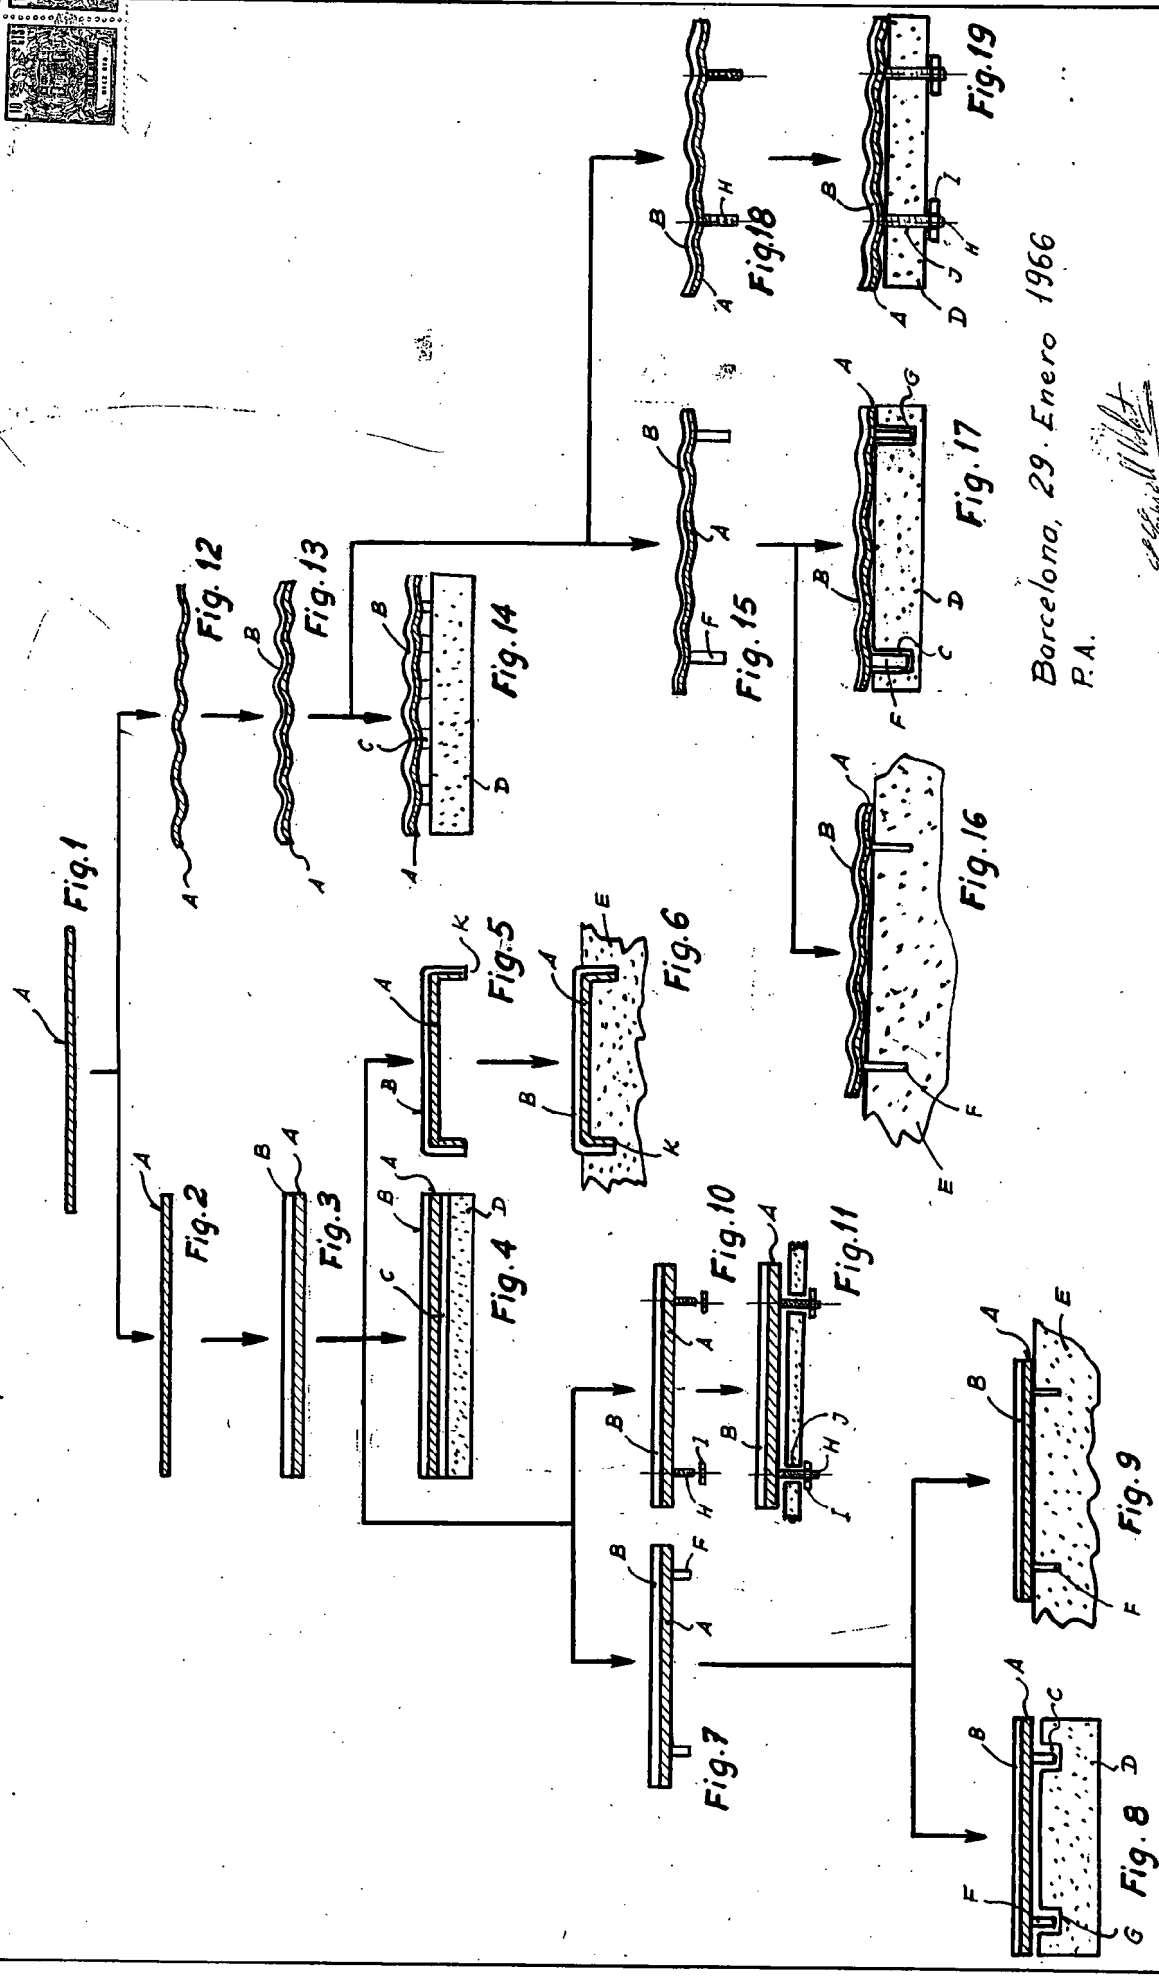 A
Fig.1
A
Fig.2
B
A
Fig.3
C
B
A
D
Fig.4
B
A
K
Fig.5
B
A
E
K
Fig.6
B
A
F
Fig.7
F
B
A
C
G
D
Fig.8
B
A
E
F
Fig.9
B
A
H
I
Fig.10
B
A
J
H
I
Fig.11
A
Fig.12
B
A
Fig.13
A
C
B
D
Fig.14
B
A
F
Fig.15
B
A
F
E
Fig.16
B
A
G
F
C
D
Fig.17
B
A
H
Fig.18
B
A
D
J
H
I
Fig.19
Barcelona, 29. Enero 1966
P.A.